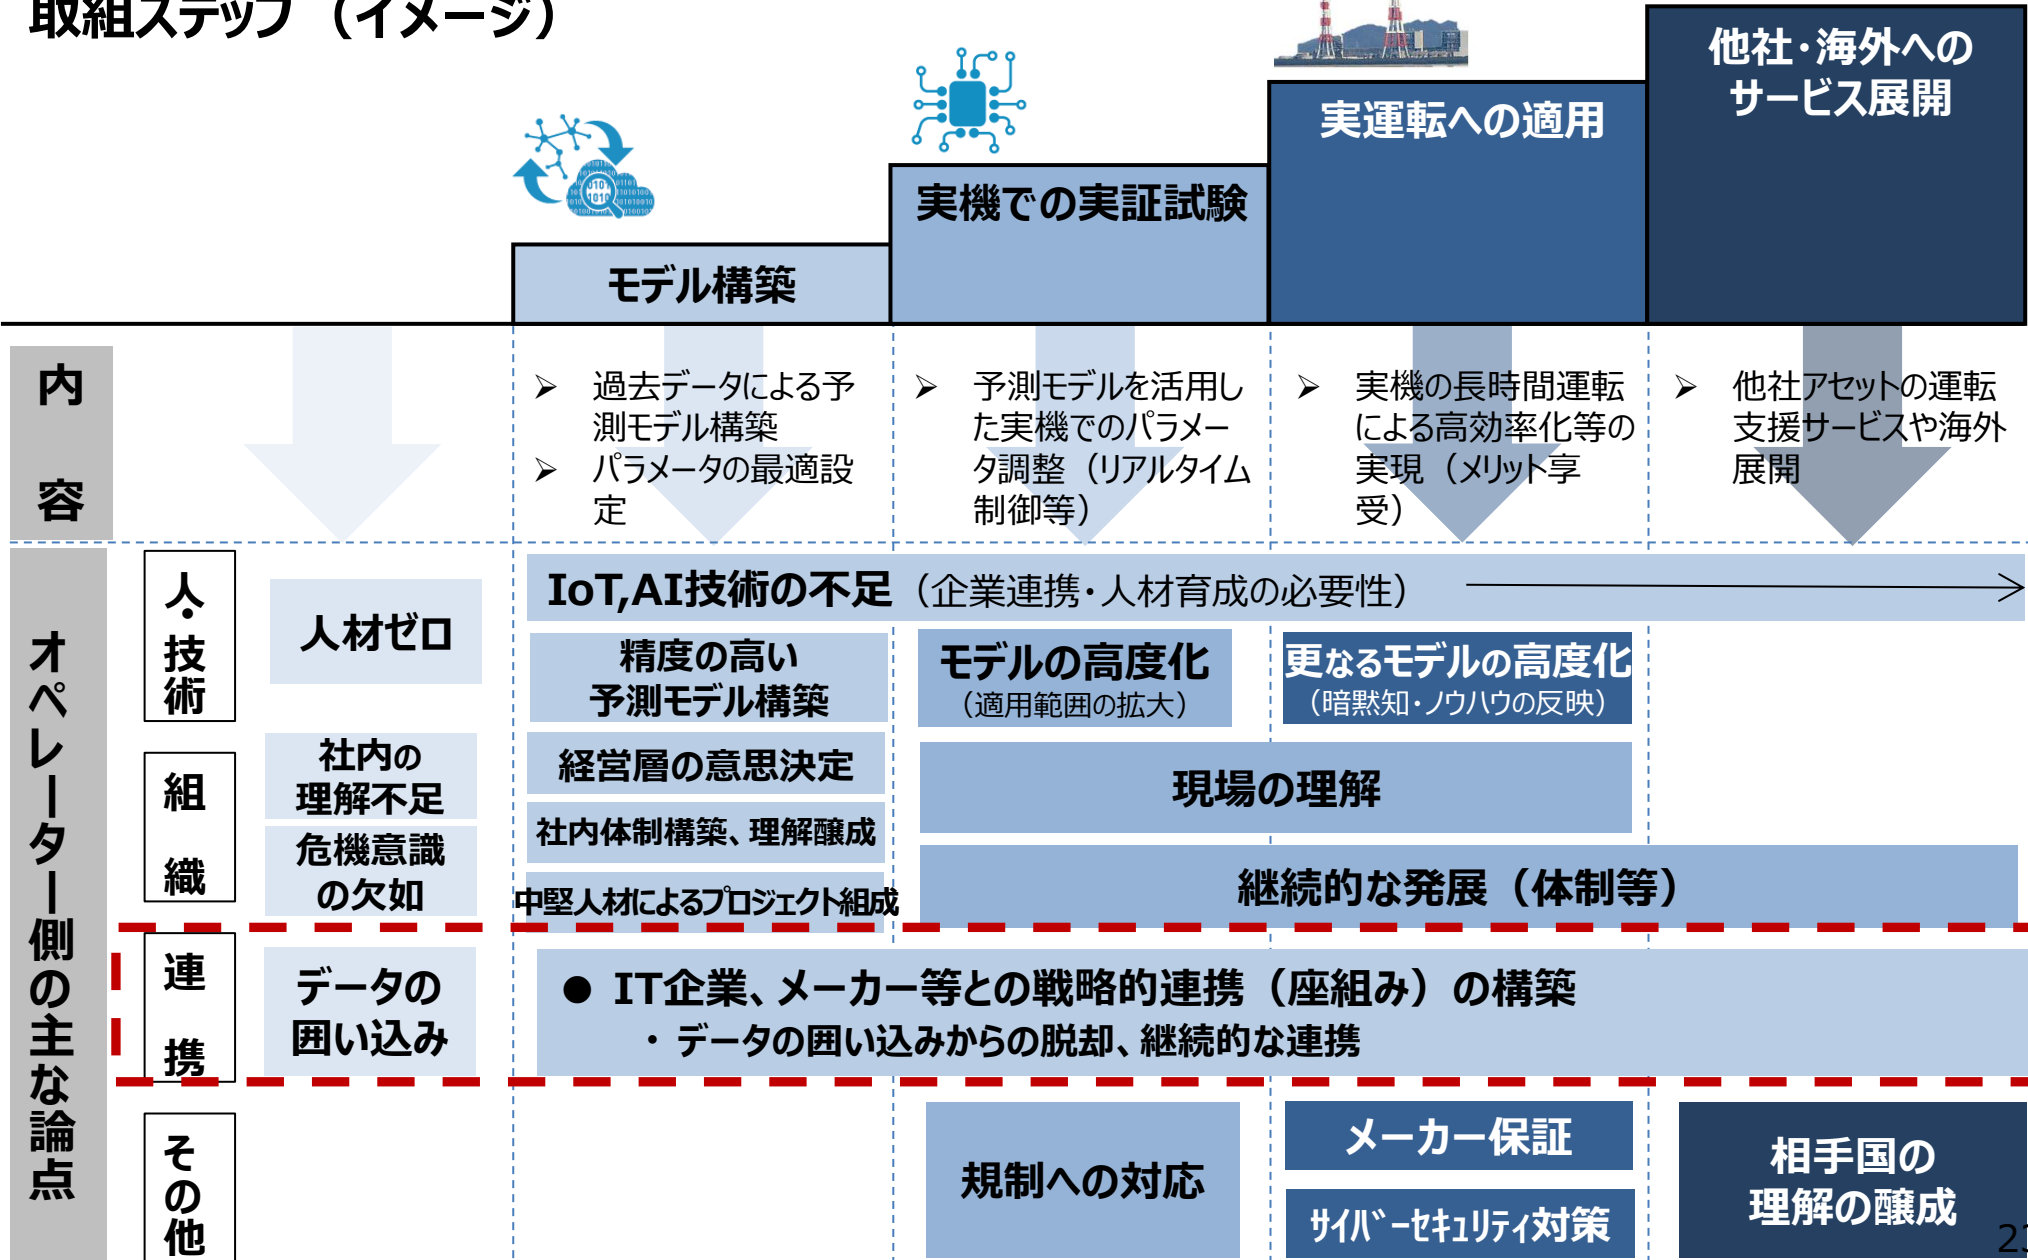 取組ステップ（イメージ）
モデル構築
実機での実証試験
実運転への適用
他社・海外への
サービス展開
内
容
➢ 過去データによる予
測モデル構築
➢ パラメータの最適設
定
➢ 予測モデルを活用し
た実機でのパラメー
タ調整（リアルタイム
制御等）
➢ 実機の長時間運転
による高効率化等の
実現（メリット享
受）
➢ 他社アセットの運転
支援サービスや海外
展開
オペレーター側の主な論点
人・技術
人材ゼロ
IoT,AI技術の不足（企業連携・人材育成の必要性）
精度の高い
予測モデル構築
モデルの高度化
（適用範囲の拡大）
更なるモデルの高度化
（暗黙知・ノウハウの反映）
組
織
社内の
理解不足
危機意識
の欠如
経営層の意思決定
社内体制構築、理解醸成
中堅人材によるプロジェクト組成
現場の理解
継続的な発展（体制等）
連
携
データの
囲い込み
● IT企業、メーカー等との戦略的連携（座組み）の構築
・データの囲い込みからの脱却、継続的な連携
その他
規制への対応
メーカー保証
ｻｲﾊﾞｰｾｷｭﾘﾃｨ対策
相手国の
理解の醸成